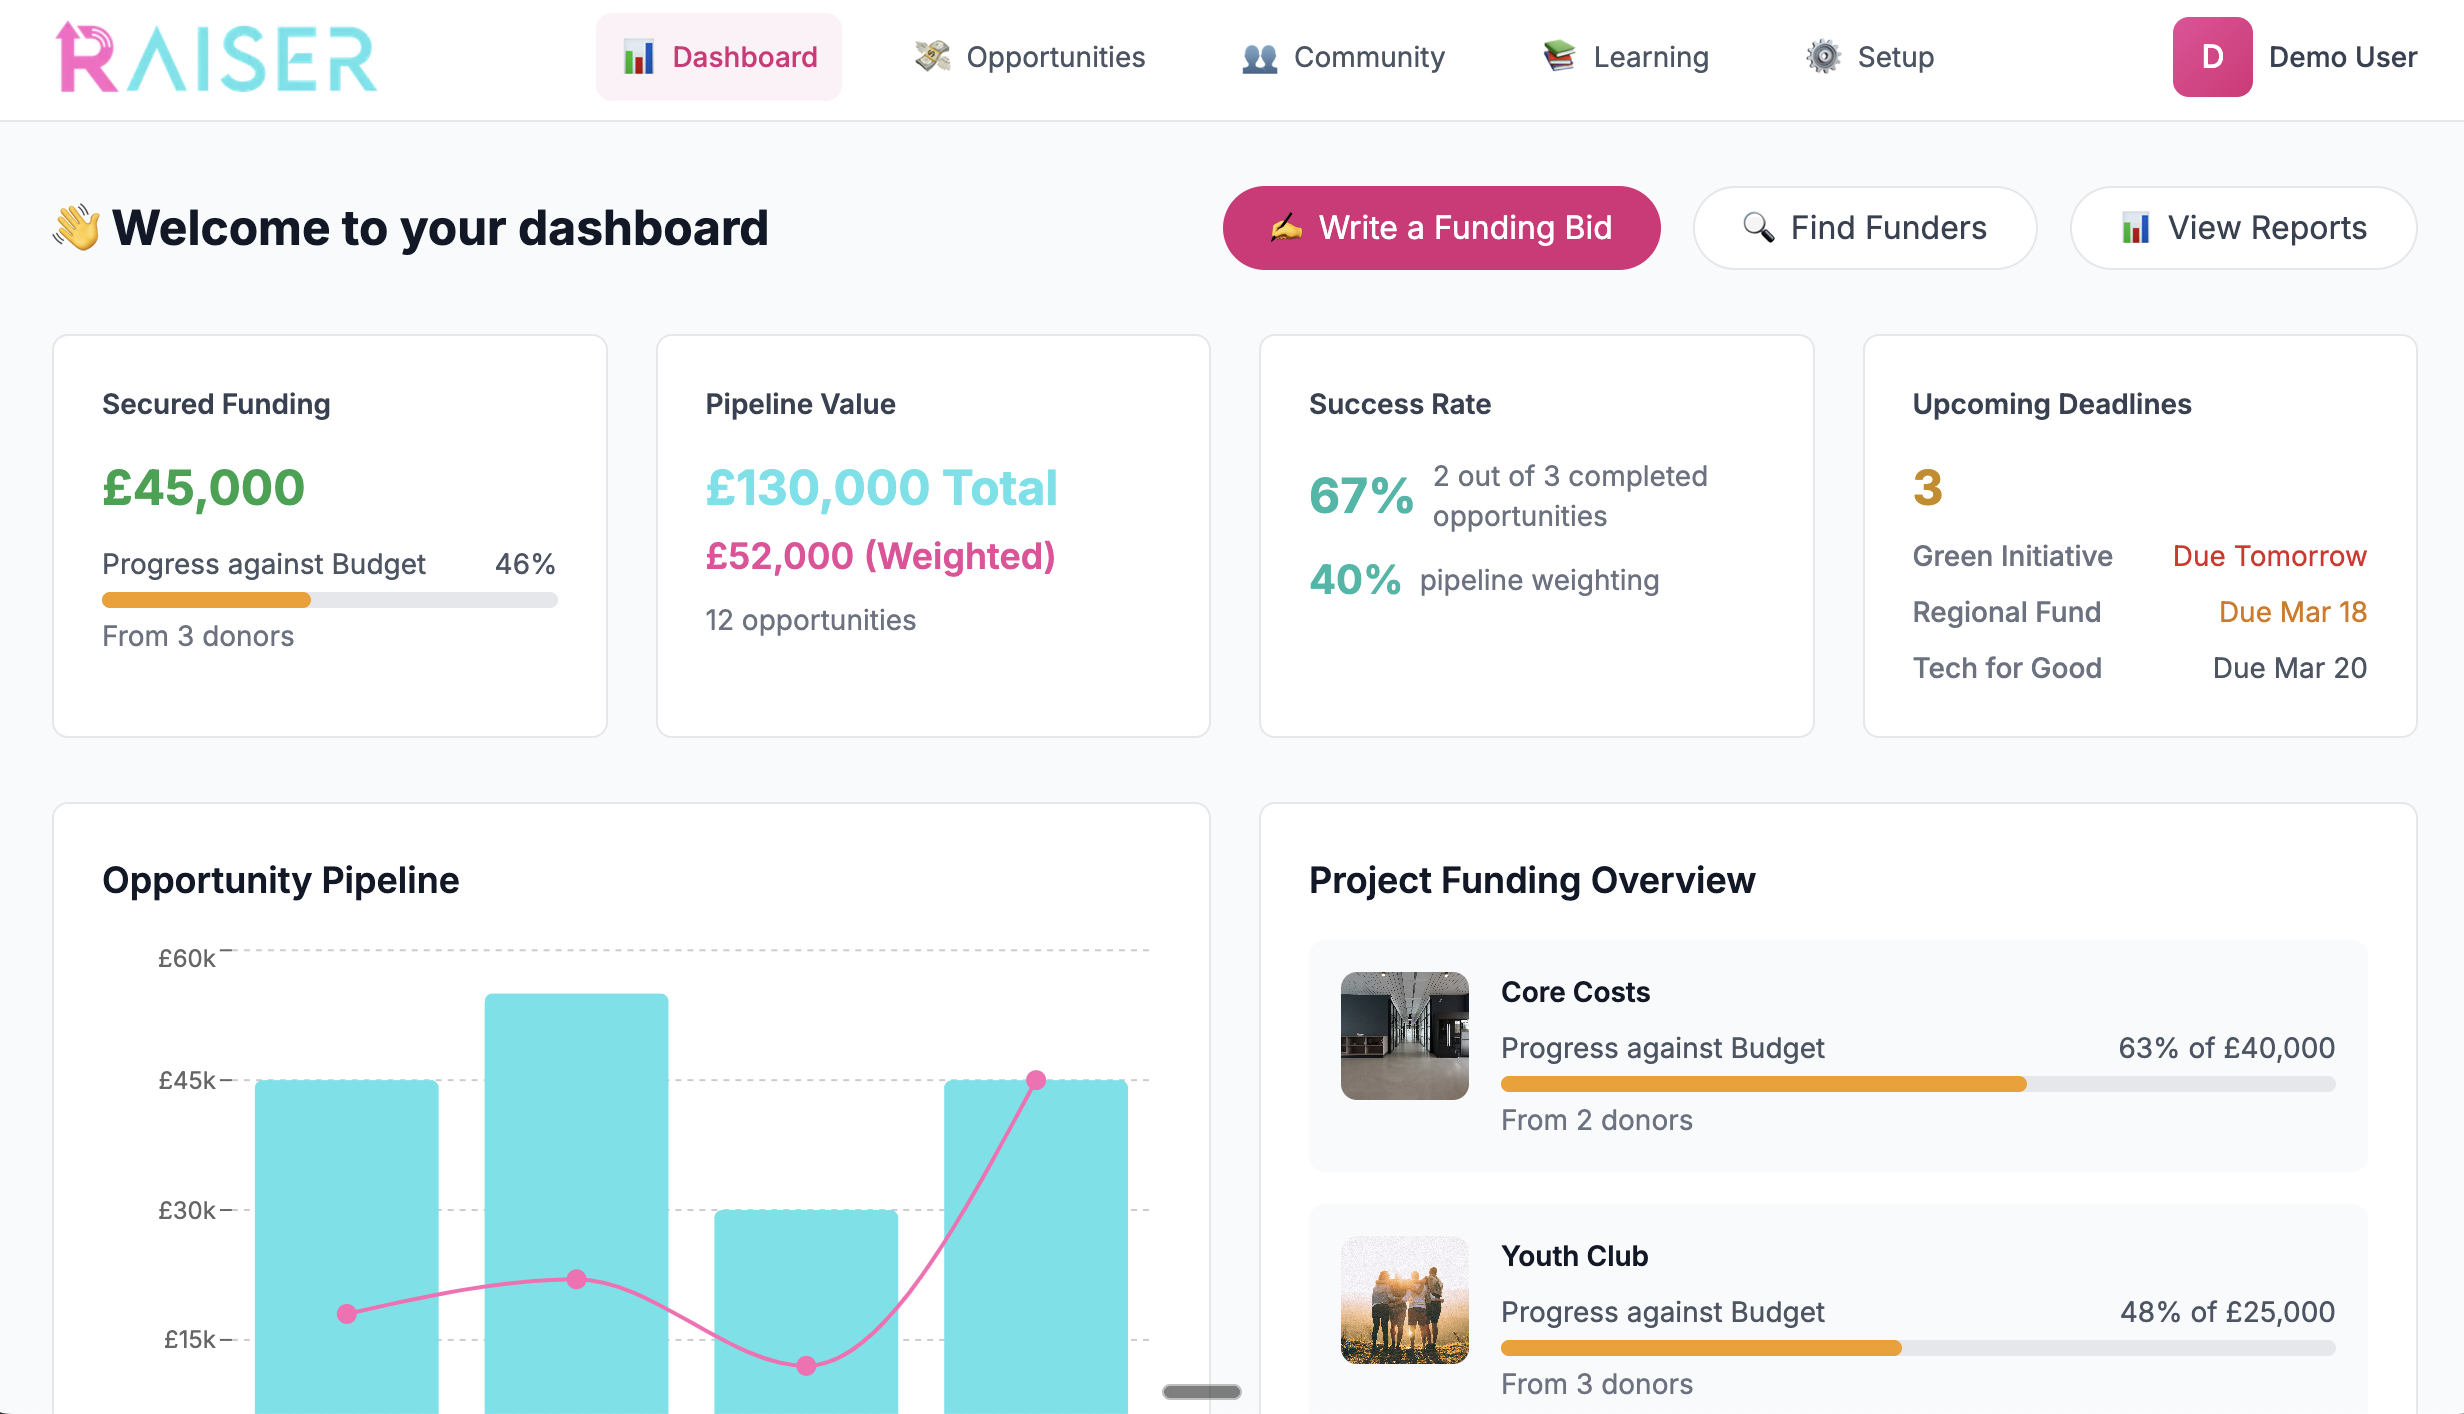 RAISER
Dashboard
Opportunities
Community
Learning
Setup
D
Demo User
Welcome to your dashboard
Write a Funding Bid
Find Funders
View Reports
Secured Funding
£45,000
Progress against Budget 46%
From 3 donors
Pipeline Value
£130,000 Total
£52,000 (Weighted)
12 opportunities
Success Rate
67% 2 out of 3 completed
opportunities
40% pipeline weighting
Upcoming Deadlines
3
Green Initiative Due Tomorrow
Regional Fund Due Mar 18
Tech for Good Due Mar 20
Opportunity Pipeline
£60k
£45k
£30k
£15k
Project Funding Overview
Core Costs
Progress against Budget 63% of £40,000
From 2 donors
Youth Club
Progress against Budget 48% of £25,000
From 3 donors